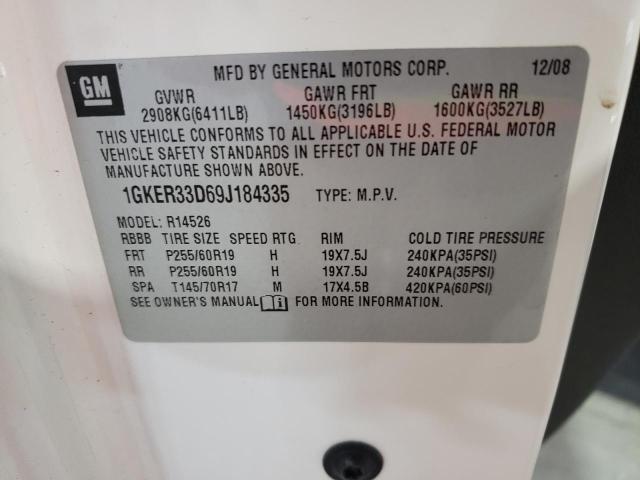 GM
MFD BY GENERAL MOTORS CORP. 12/08
GVWR GAWR FRT GAWR RR
2908KG(6411LB) 1450KG(3196LB) 1600KG(3527LB)
THIS VEHICLE CONFORMS TO ALL APPLICABLE U.S. FEDERAL MOTOR
VEHICLE SAFETY STANDARDS IN EFFECT ON THE DATE OF
MANUFACTURE SHOWN ABOVE.
1GKER33D69J184335 TYPE: M.P.V.
MODEL: R14526
RBBB TIRE SIZE SPEED RTG. RIM COLD TIRE PRESSURE
FRT P255/60R19 H 19X7.5J 240KPA(35PSI)
RR P255/60R19 H 19X7.5J 240KPA(35PSI)
SPA T145/70R17 M 17X4.5B 420KPA(60PSI)
SEE OWNER'S MANUAL FOR MORE INFORMATION.